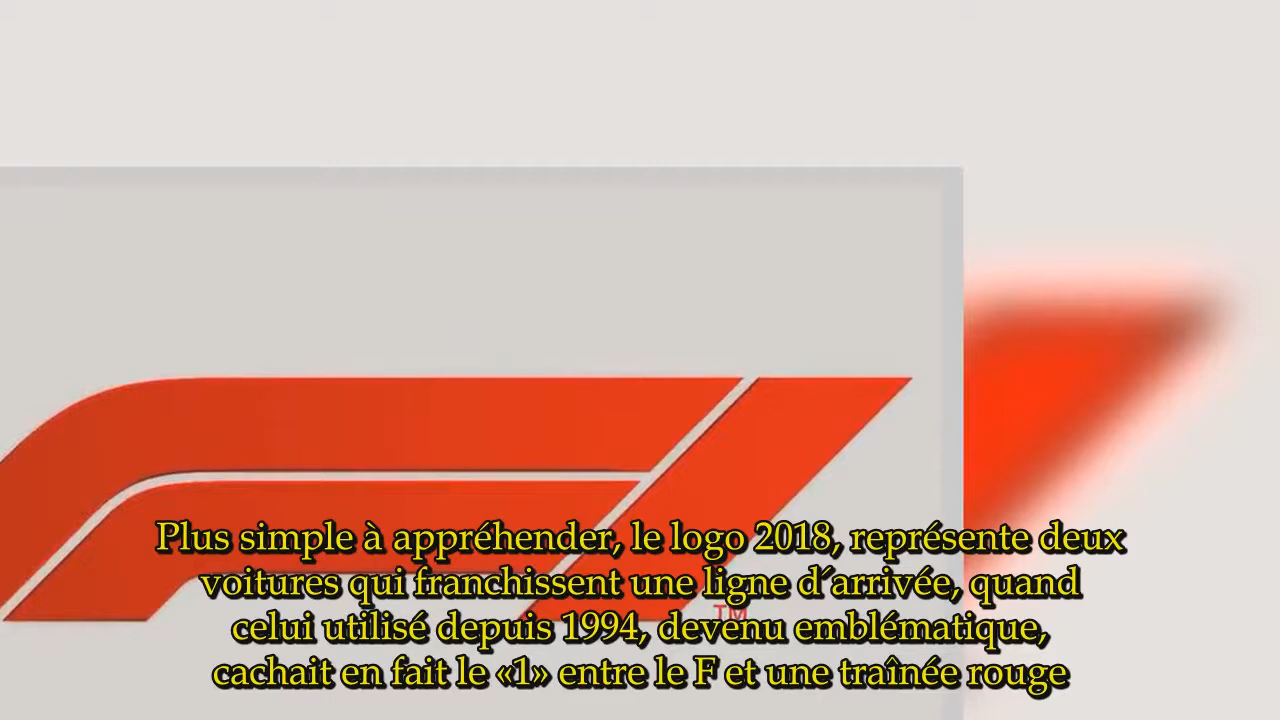 TM
Plus simple à appréhender, le logo 2018, représente deux
voitures qui franchissent une ligne d´arrivée, quand
celui utilisé depuis 1994, devenu emblématique,
cachait en fait le «1» entre le F et une traînée rouge